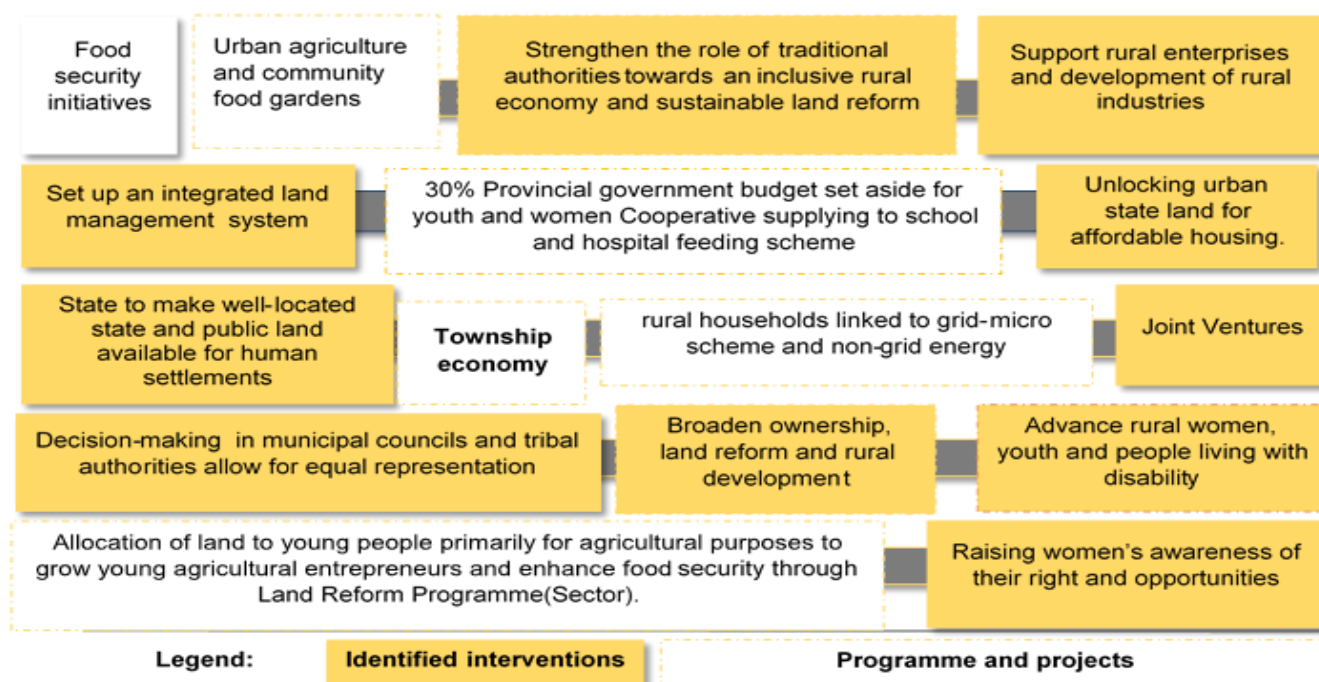 Food
security
initiatives
Urban agriculture
and community
food gardens
Strengthen the role of traditional
authorities towards an inclusive rural
economy and sustainable land reform
Support rural enterprises
and development of rural
industries
Set up an integrated land
management system
30% Provincial government budget set aside for
youth and women Cooperative supplying to school
and hospital feeding scheme
Unlocking urban
state land for
affordable housing.
State to make well-located
state and public land
available for human
settlements
Township
economy
rural households linked to grid-micro
scheme and non-grid energy
Joint Ventures
Decision-making in municipal councils and tribal
authorities allow for equal representation
Broaden ownership,
land reform and rural
development
Advance rural women,
youth and people living with
disability
Allocation of land to young people primarily for agricultural purposes to
grow young agricultural entrepreneurs and enhance food security through
Land Reform Programme(Sector).
Raising women’s awareness of
their right and opportunities
Legend:
Identified interventions
Programme and projects